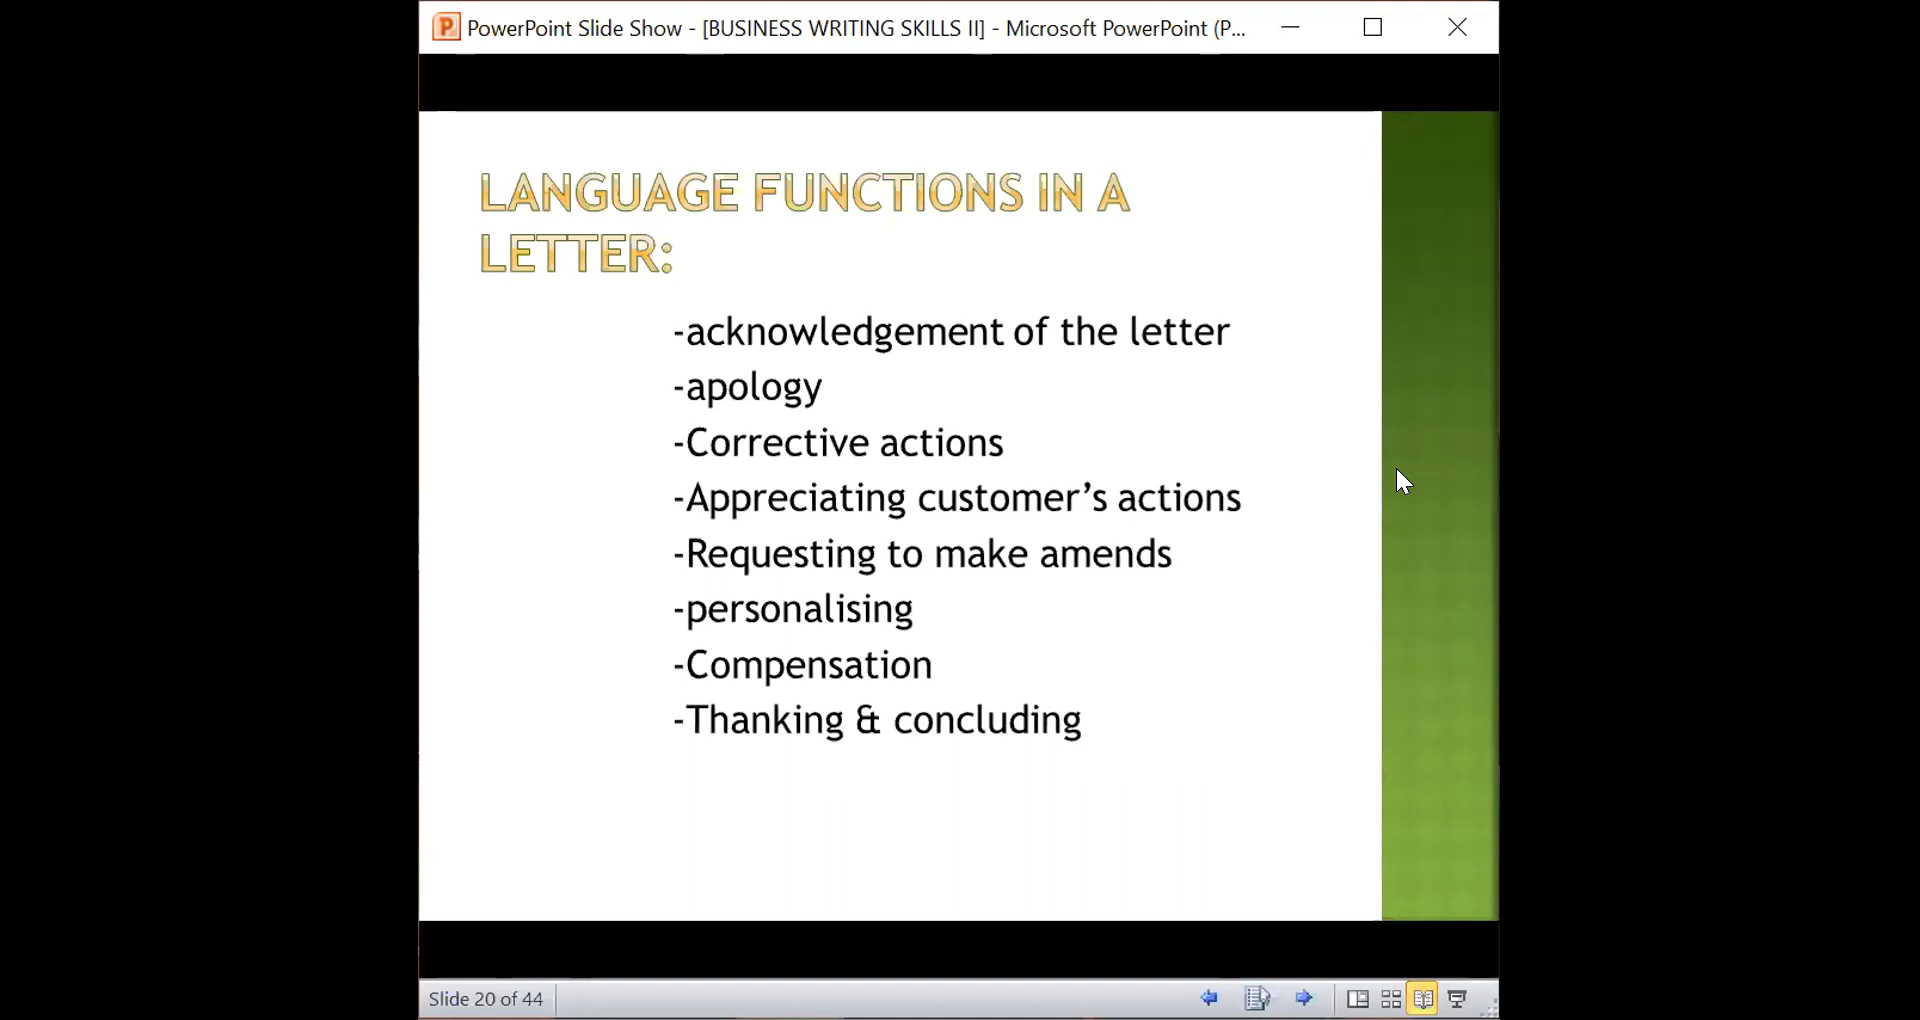 PowerPoint Slide Show - [BUSINESS WRITING SKILLS II] - Microsoft PowerPoint (P...
LANGUAGE FUNCTIONS IN A
LETTER:
-acknowledgement of the letter
-apology
-Corrective actions
-Appreciating customer’s actions
-Requesting to make amends
-personalising
-Compensation
-Thanking & concluding
Slide 20 of 44